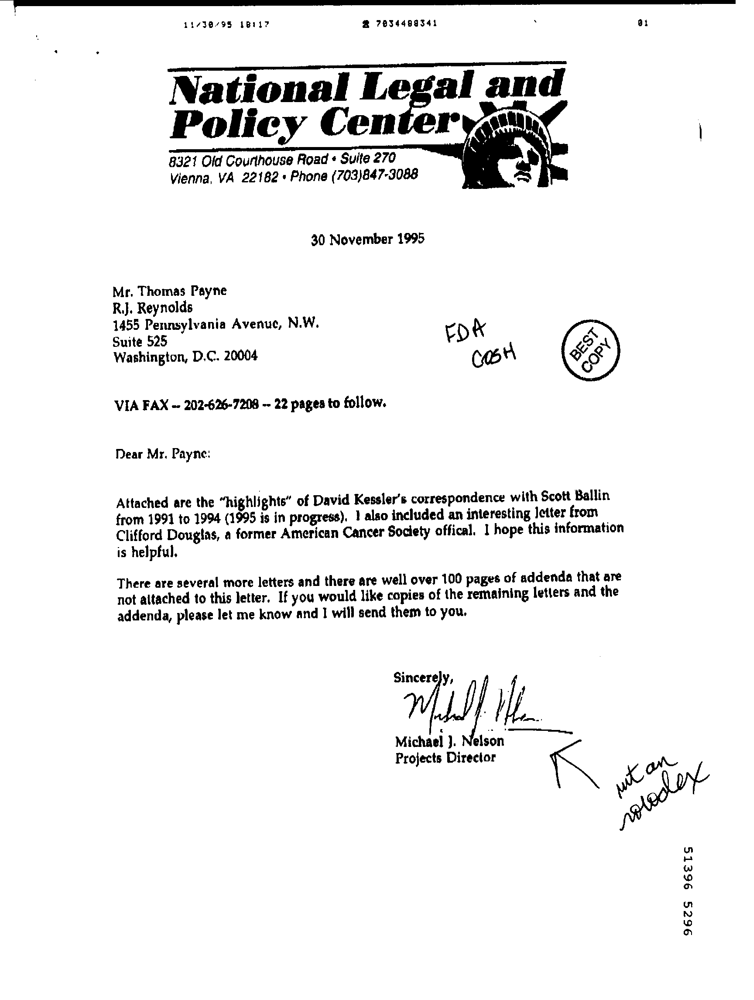 11/30/95 18:17 ☎ 7034488341 01
National Legal and
Policy Center
8321 Old Courthouse Road • Suite 270
Vienna, VA 22182 • Phone (703)847-3088
30 November 1995
Mr. Thomas Payne
R.J. Reynolds
1455 Pennsylvania Avenue, N.W.
Suite 525
Washington, D.C. 20004
FDA
COSH
BEST
COPY
VIA FAX -- 202-626-7208 -- 22 pages to follow.
Dear Mr. Payne:
Attached are the "highlights" of David Kessler's correspondence with Scott Ballin
from 1991 to 1994 (1995 is in progress). I also included an interesting letter from
Clifford Douglas, a former American Cancer Society offical. I hope this information
is helpful.
There are several more letters and there are well over 100 pages of addenda that are
not attached to this letter. If you would like copies of the remaining letters and the
addenda, please let me know and I will send them to you.
Sincerely,
Michael J. Nelson
Projects Director
put on
rolodex
51396 5296